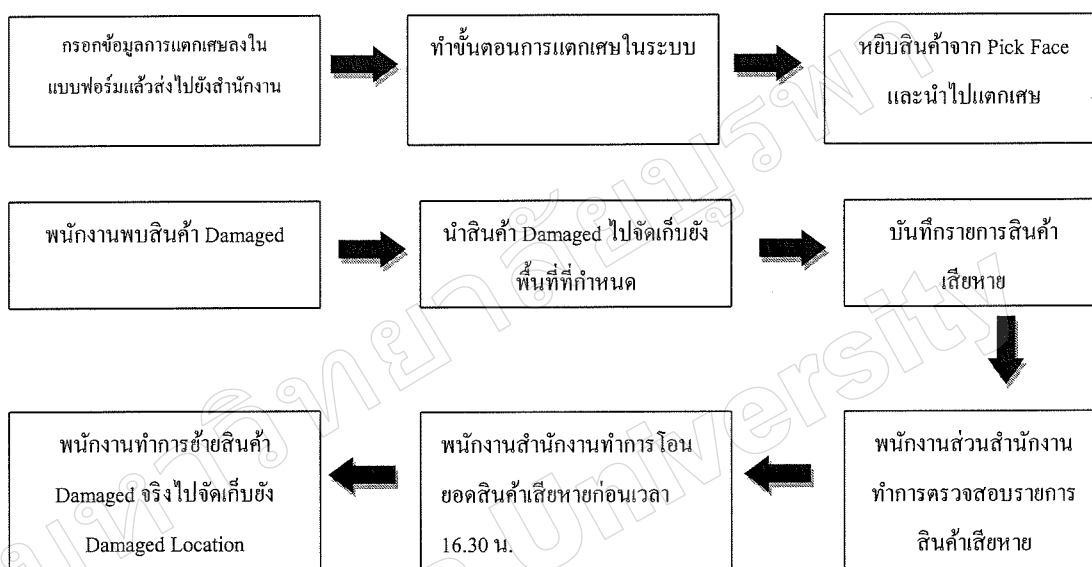 กรอกข้อมูลการแตกเศษลงใน
แบบฟอร์มแล้วส่งไปยังสำนักงาน
ทำขั้นตอนการแตกเศษในระบบ
หยิบสินค้าจาก Pick Face
และนำไปแตกเศษ
พนักงานพบสินค้า Damaged
นำสินค้า Damaged ไปจัดเก็บยัง
พื้นที่ที่กำหนด
บันทึกรายการสินค้า
เสียหาย
พนักงานส่วนสำนักงาน
ทำการตรวจสอบรายการ
สินค้าเสียหาย
พนักงานสำนักงานทำการโอน
ยอดสินค้าเสียหายก่อนเวลา
16.30 น.
พนักงานทำการย้ายสินค้า
Damaged จริงไปจัดเก็บยัง
Damaged Location
มหาวิทยาลัยบูรพา
University